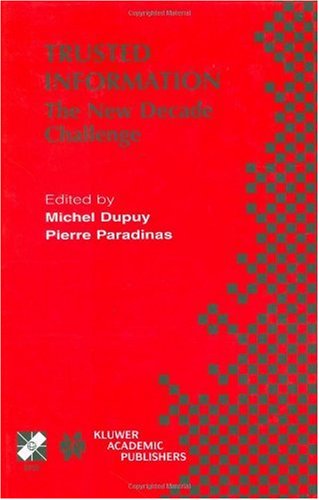 TRUSTED
INFORMATION
The New Decade
Challenge
Edited by
Michel Dupuy
Pierre Paradinas
KLUWER
ACADEMIC
PUBLISHERS